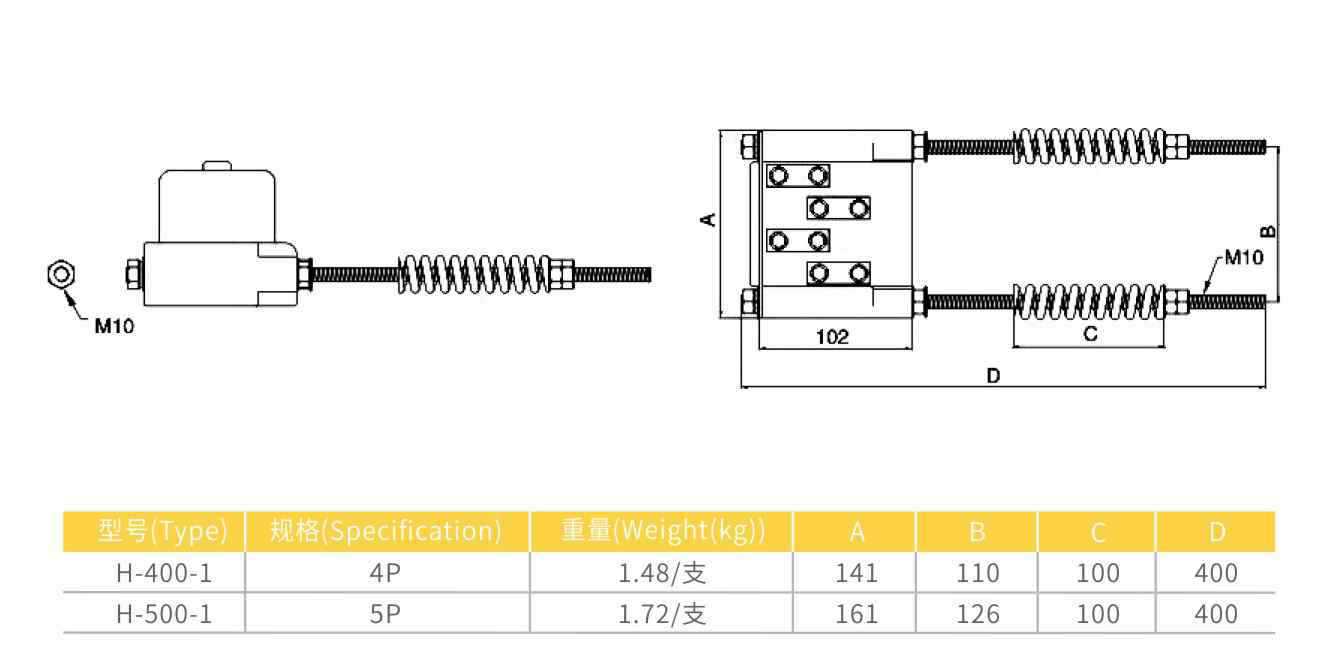 M10
A
B
M10
102
C
D
型号(Type) 规格(Specification) 重量(Weight(kg)) A B C D
H-400-1 4P 1.48/支 141 110 100 400
H-500-1 5P 1.72/支 161 126 100 400